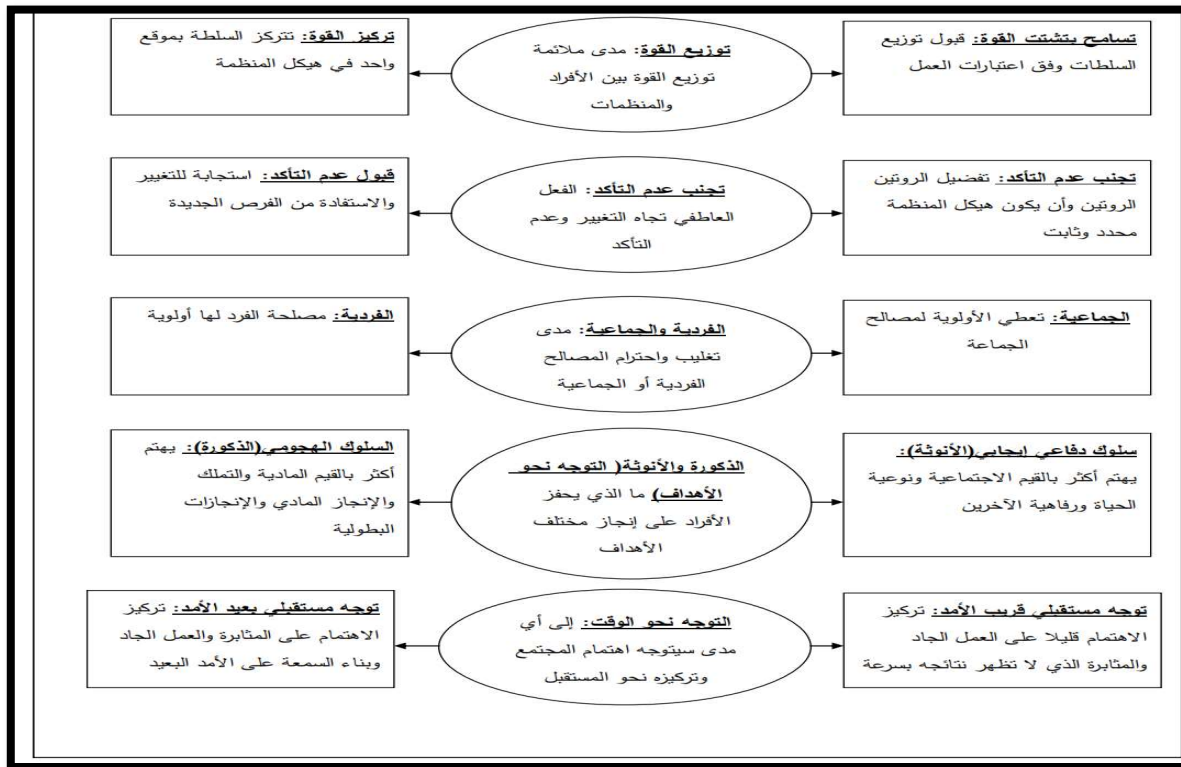 تسامح بتشتت القوة: قبول توزيع
السلطات وفق اعتبارات العمل
توزيع القوة: مدى ملائمة
توزيع القوة بين الأفراد
والمنظمات
تركيز القوة: تتركز السلطة بموقع
واحد في هيكل المنظمة
تجنب عدم التأكد: تفضيل الروتين
الروتين وأن يكون هيكل المنظمة
محدد وثابت
تجنب عدم التأكد: الفعل
العاطفي تجاه التغيير وعدم
التأكد
قبول عدم التأكد: استجابة للتغيير
والاستفادة من الفرص الجديدة
الجماعية: تعطي الأولوية لمصالح
الجماعة
الفردية والجماعية: مدى
تغليب واحترام المصالح
الفردية أو الجماعية
الفردية: مصلحة الفرد لها أولوية
سلوك دفاعي إيجابي(الأنوثة):
يهتم أكثر بالقيم الاجتماعية ونوعية
الحياة ورفاهية الآخرين
الذكورة والأنوثة( التوجه نحو
الأهداف) ما الذي يحفز
الأفراد على إنجاز مختلف
الأهداف
السلوك الهجومي(الذكورة): يهتم
أكثر بالقيم المادية والتملك
والإنجاز المادي والإنجازات
البطولية
توجه مستقبلي قريب الأمد: تركيز
الاهتمام قليلا على العمل الجاد
والمثابرة الذي لا تظهر نتائجه بسرعة
التوجه نحو الوقت: إلى أي
مدى سيتوجه اهتمام المجتمع
وتركيزه نحو المستقبل
توجه مستقبلي بعيد الأمد: تركيز
الاهتمام على المثابرة والعمل الجاد
وبناء السمعة على الأمد البعيد